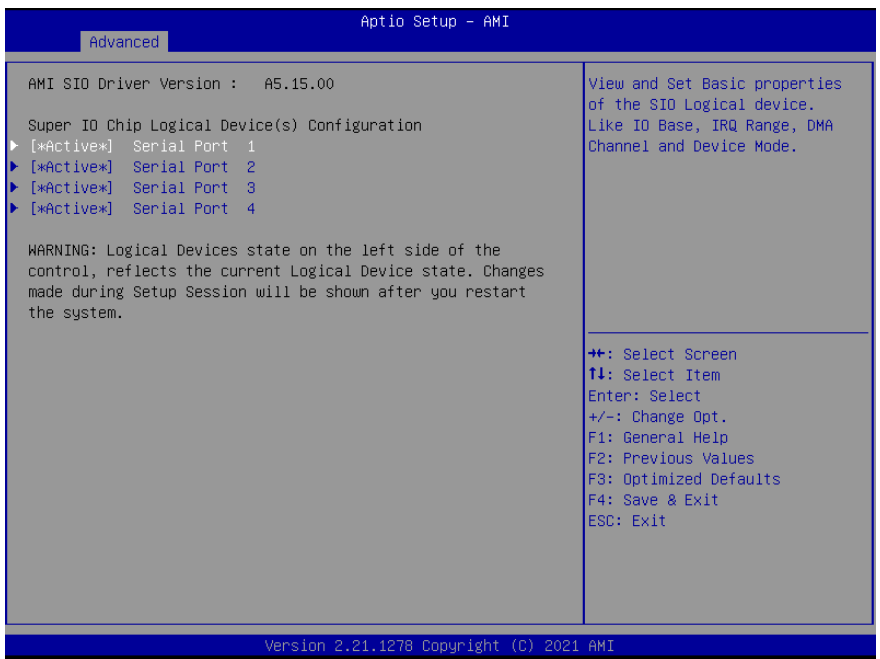 Aptio Setup – AMI
Advanced
AMI SIO Driver Version : A5.15.00
Super IO Chip Logical Device(s) Configuration
[*Active*] Serial Port 1
[*Active*] Serial Port 2
[*Active*] Serial Port 3
[*Active*] Serial Port 4
WARNING: Logical Devices state on the left side of the
control, reflects the current Logical Device state. Changes
made during Setup Session will be shown after you restart
the system.
View and Set Basic properties
of the SIO Logical device.
Like IO Base, IRQ Range, DMA
Channel and Device Mode.
→←: Select Screen
↑↓: Select Item
Enter: Select
+/-: Change Opt.
F1: General Help
F2: Previous Values
F3: Optimized Defaults
F4: Save & Exit
ESC: Exit
Version 2.21.1278 Copyright (C) 2021 AMI